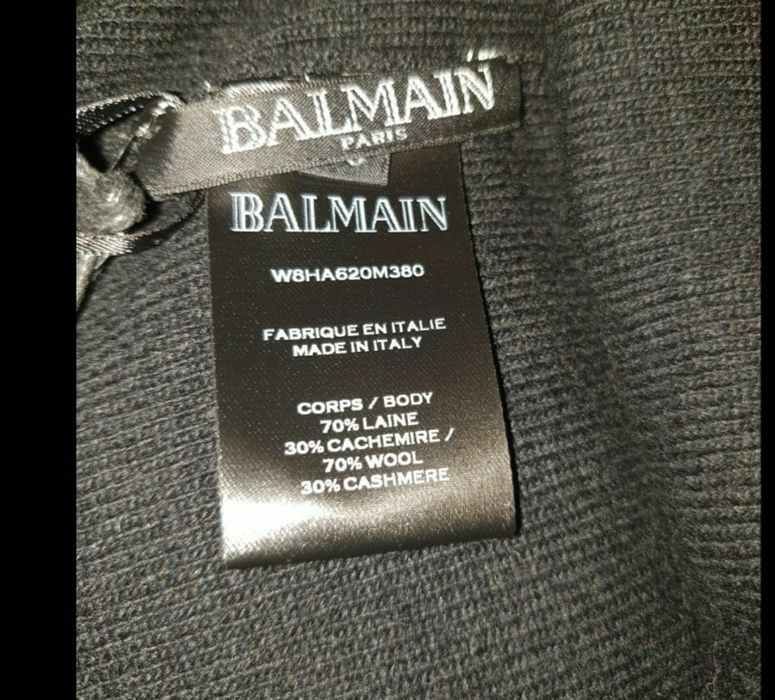 BALMAIN
PARIS
BALMAIN
W8HA620M380
FABRIQUE EN ITALIE
MADE IN ITALY
CORPS / BODY
70% LAINE
30% CACHEMIRE /
70% WOOL
30% CASHMERE